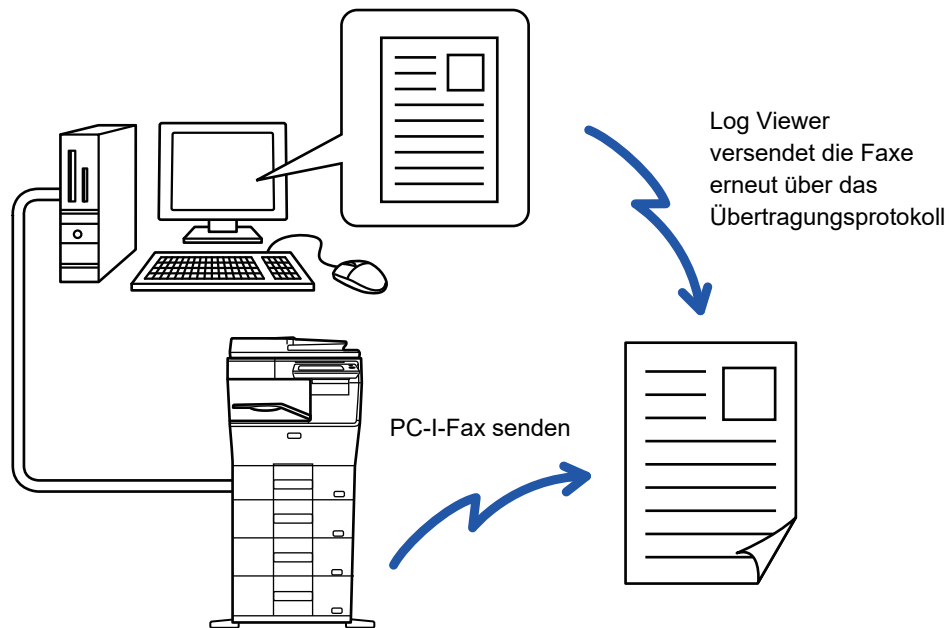 Log Viewer
versendet die Faxe
erneut über das
Übertragungsprotokoll
PC-I-Fax senden